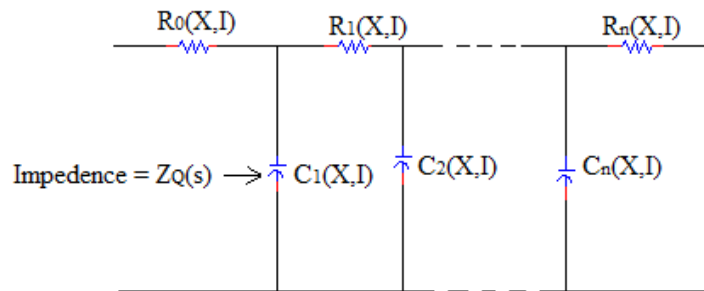 R0(X,I)
R1(X,I)
Rn(X,I)
Impedence = ZQ(s)
C1(X,I)
C2(X,I)
Cn(X,I)